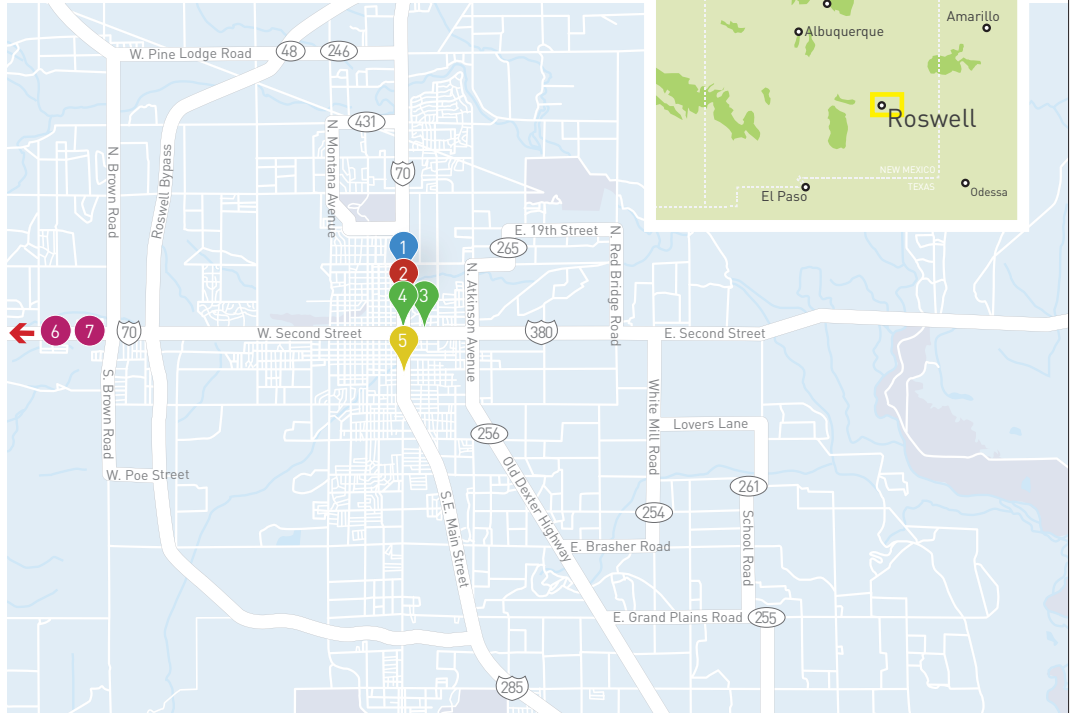 Amarillo
Albuquerque
Roswell
NEW MEXICO
TEXAS
El Paso
Odessa
W. Pine Lodge Road
48
246
431
N. Montana Avenue
70
N. Brown Road
Roswell Bypass
E. 19th Street
265
N. Red Bridge Road
1
2
4
3
N. Atkinson Avenue
6
7
70
W. Second Street
5
380
E. Second Street
S. Brown Road
White Mill Road
Lovers Lane
256
W. Poe Street
Old Dexter Highway
261
S.E. Main Street
254
School Road
E. Brasher Road
E. Grand Plains Road
255
285